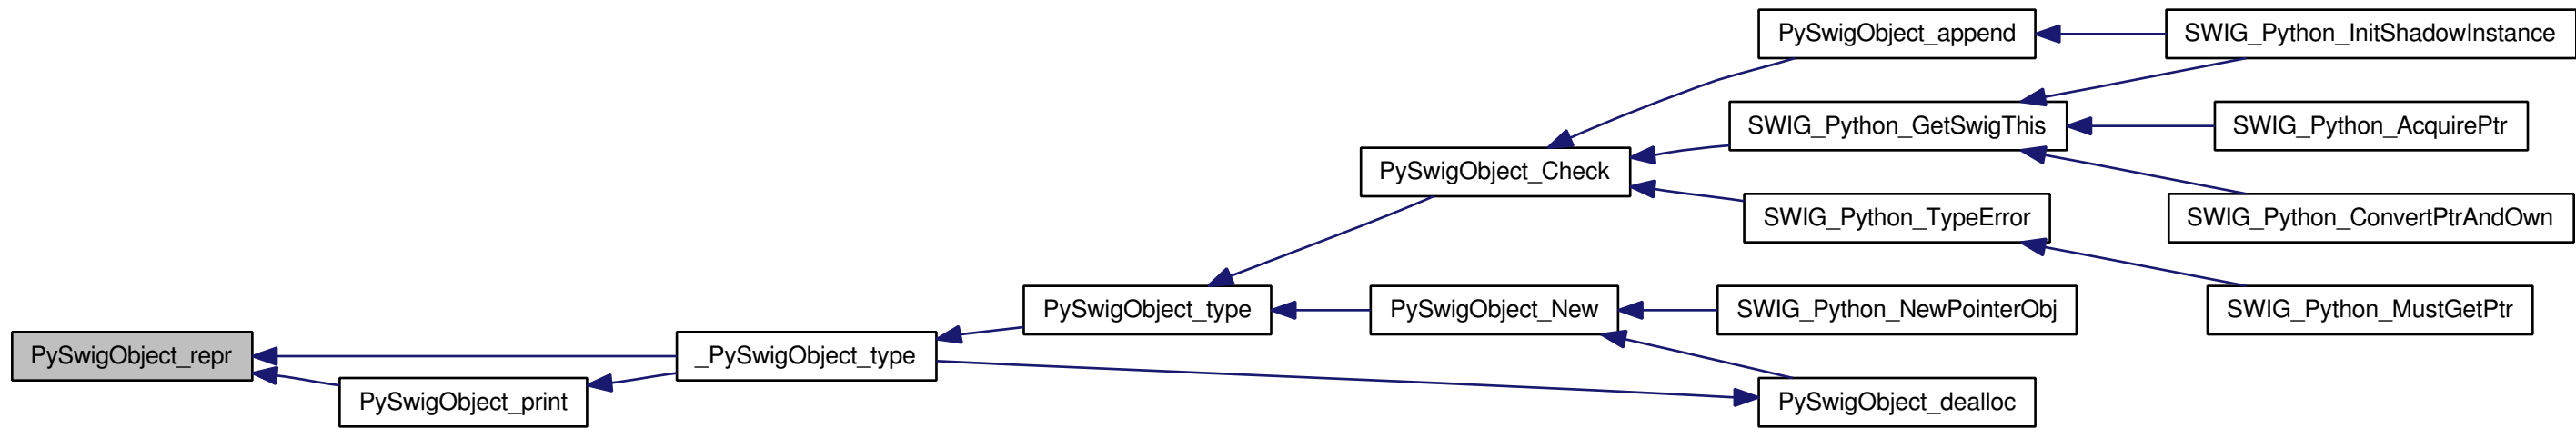 PySwigObject_append
SWIG_Python_InitShadowInstance
SWIG_Python_GetSwigThis
SWIG_Python_AcquirePtr
PySwigObject_Check
SWIG_Python_TypeError
SWIG_Python_ConvertPtrAndOwn
PySwigObject_type
PySwigObject_New
SWIG_Python_NewPointerObj
SWIG_Python_MustGetPtr
PySwigObject_repr
_PySwigObject_type
PySwigObject_print
PySwigObject_dealloc